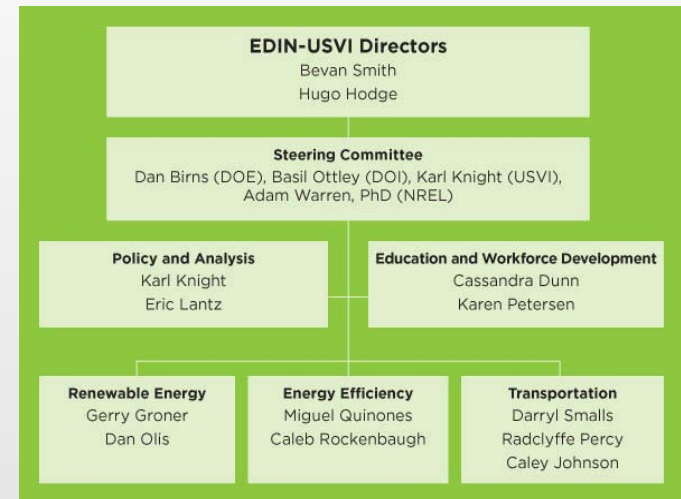 EDIN-USVI Directors
Bevan Smith
Hugo Hodge
Steering Committee
Dan Birns (DOE), Basil Ottley (DOI), Karl Knight (USVI),
Adam Warren, PhD (NREL)
Policy and Analysis
Karl Knight
Eric Lantz
Education and Workforce Development
Cassandra Dunn
Karen Petersen
Renewable Energy
Gerry Groner
Dan Olis
Energy Efficiency
Miguel Quinones
Caleb Rockenbaugh
Transportation
Darryl Smalls
Radclyffe Percy
Caley Johnson